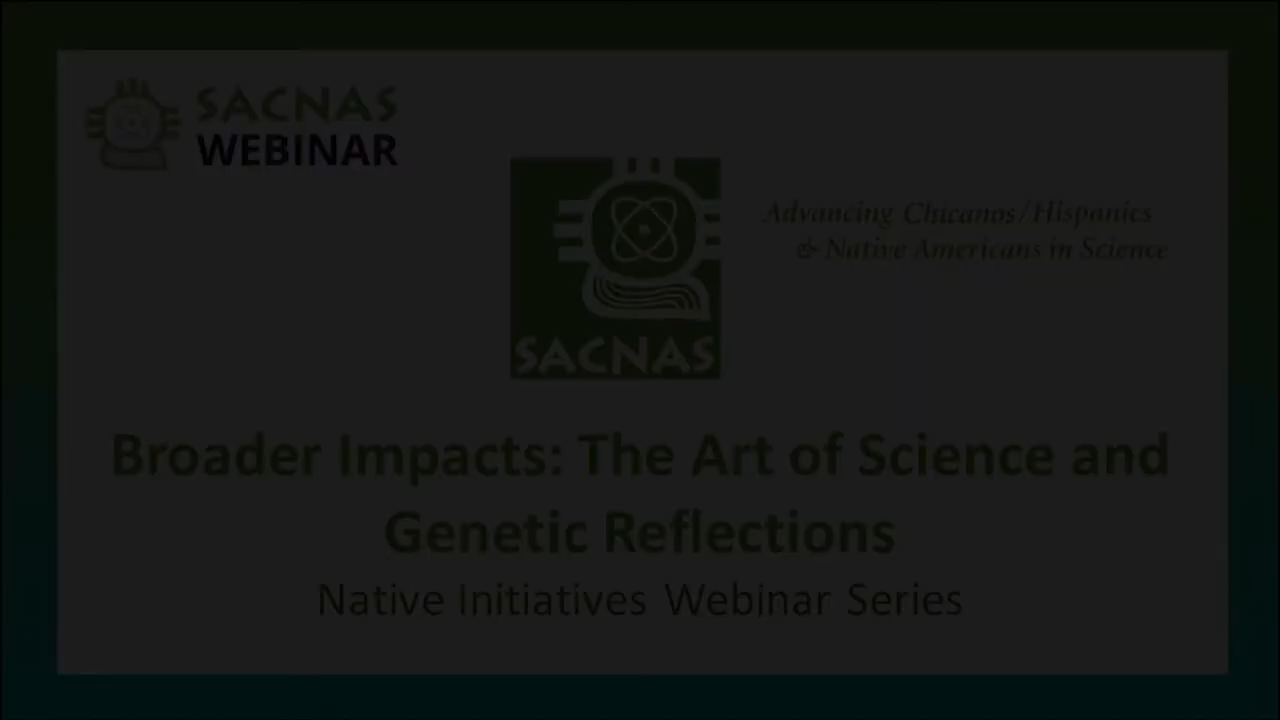 SACNAS
WEBINAR
Advancing Chicanos/Hispanics
& Native Americans in Science
SACNAS
Broader Impacts: The Art of Science and
Genetic Reflections
Native Initiatives Webinar Series